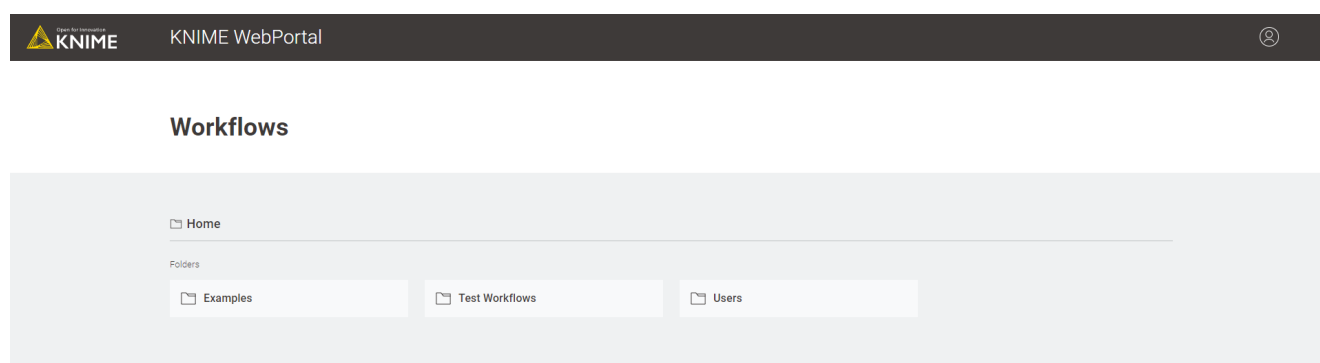 Open for Innovation
KNIME
KNIME WebPortal
Workflows
Home
Folders
Examples
Test Workflows
Users